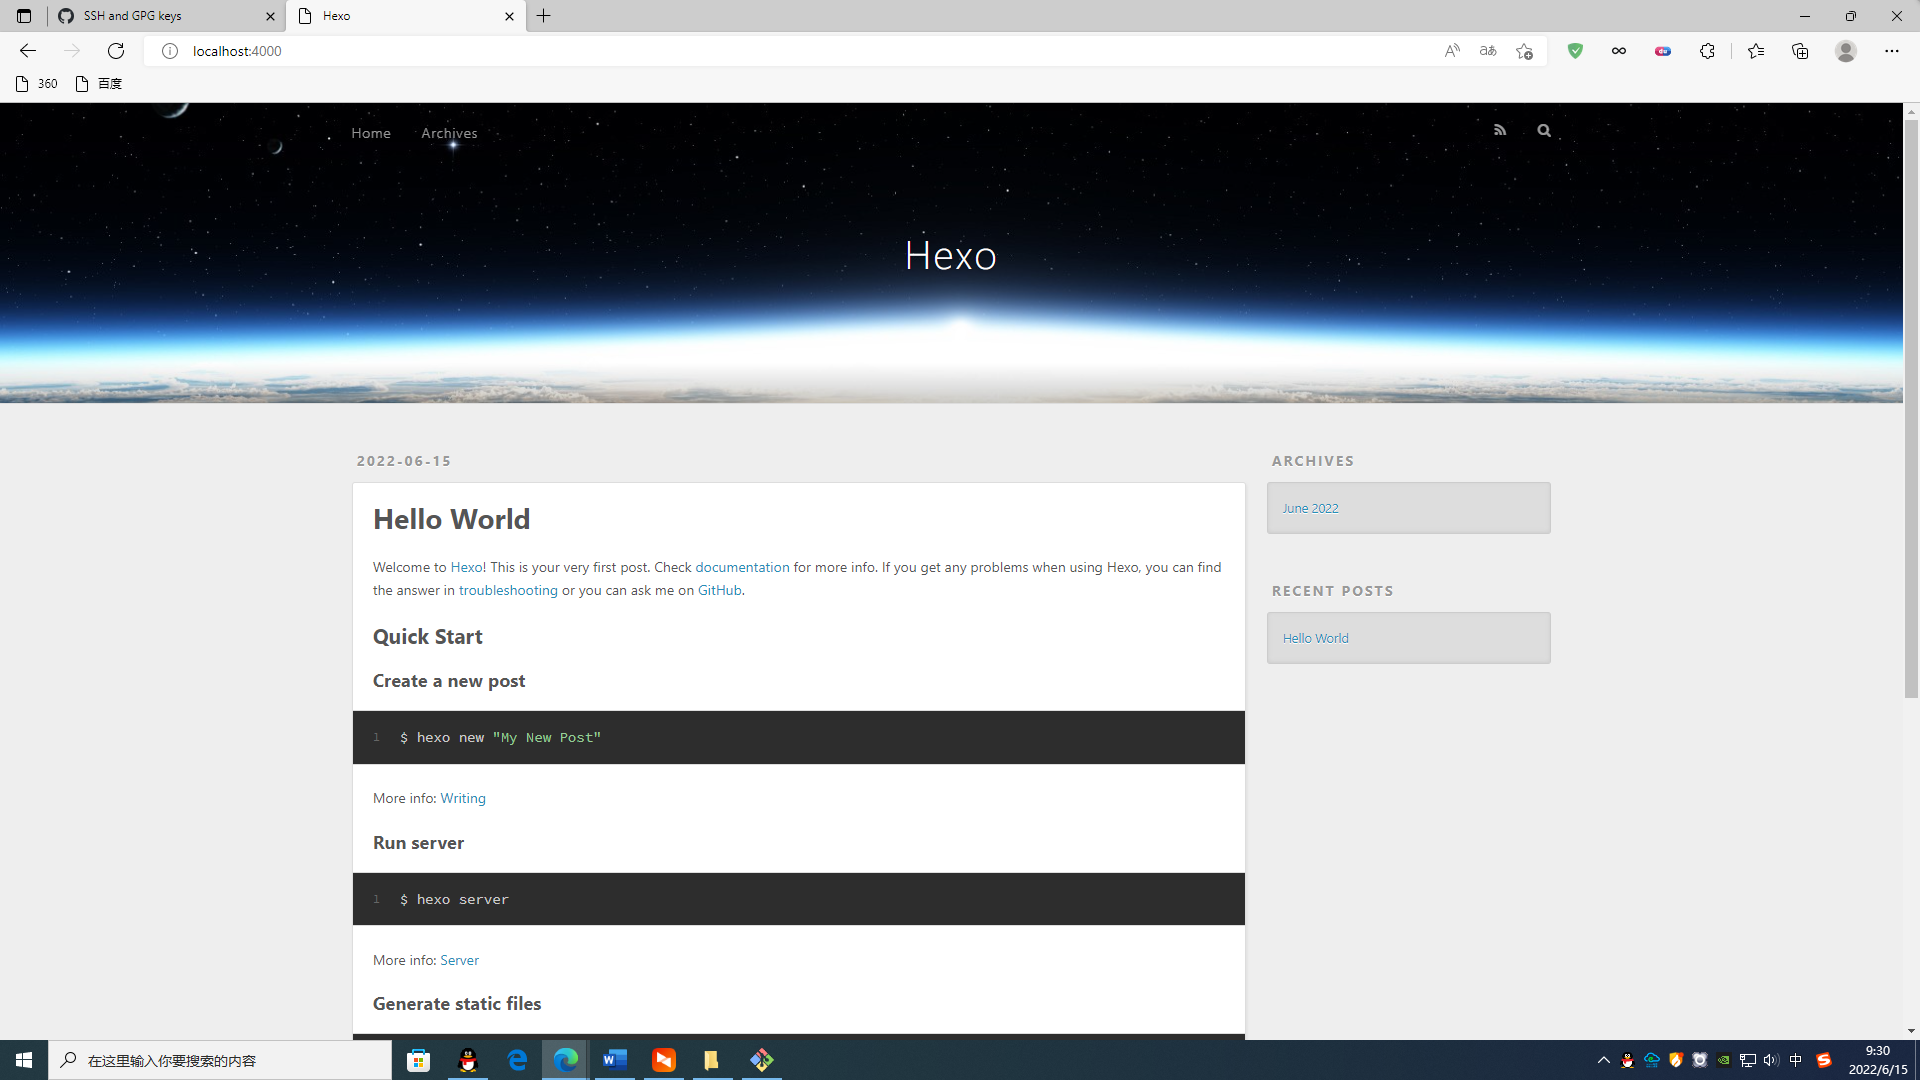 SSH and GPG keys
Hexo
localhost:4000
360
百度
Home
Archives
Hexo
2022-06-15
Hello World
Welcome to Hexo! This is your very first post. Check documentation for more info. If you get any problems when using Hexo, you can find
the answer in troubleshooting or you can ask me on GitHub.
Quick Start
Create a new post
1 $ hexo new "My New Post"
More info: Writing
Run server
1 $ hexo server
More info: Server
Generate static files
ARCHIVES
June 2022
RECENT POSTS
Hello World
在这里输入你要搜索的内容
中
9:30
2022/6/15